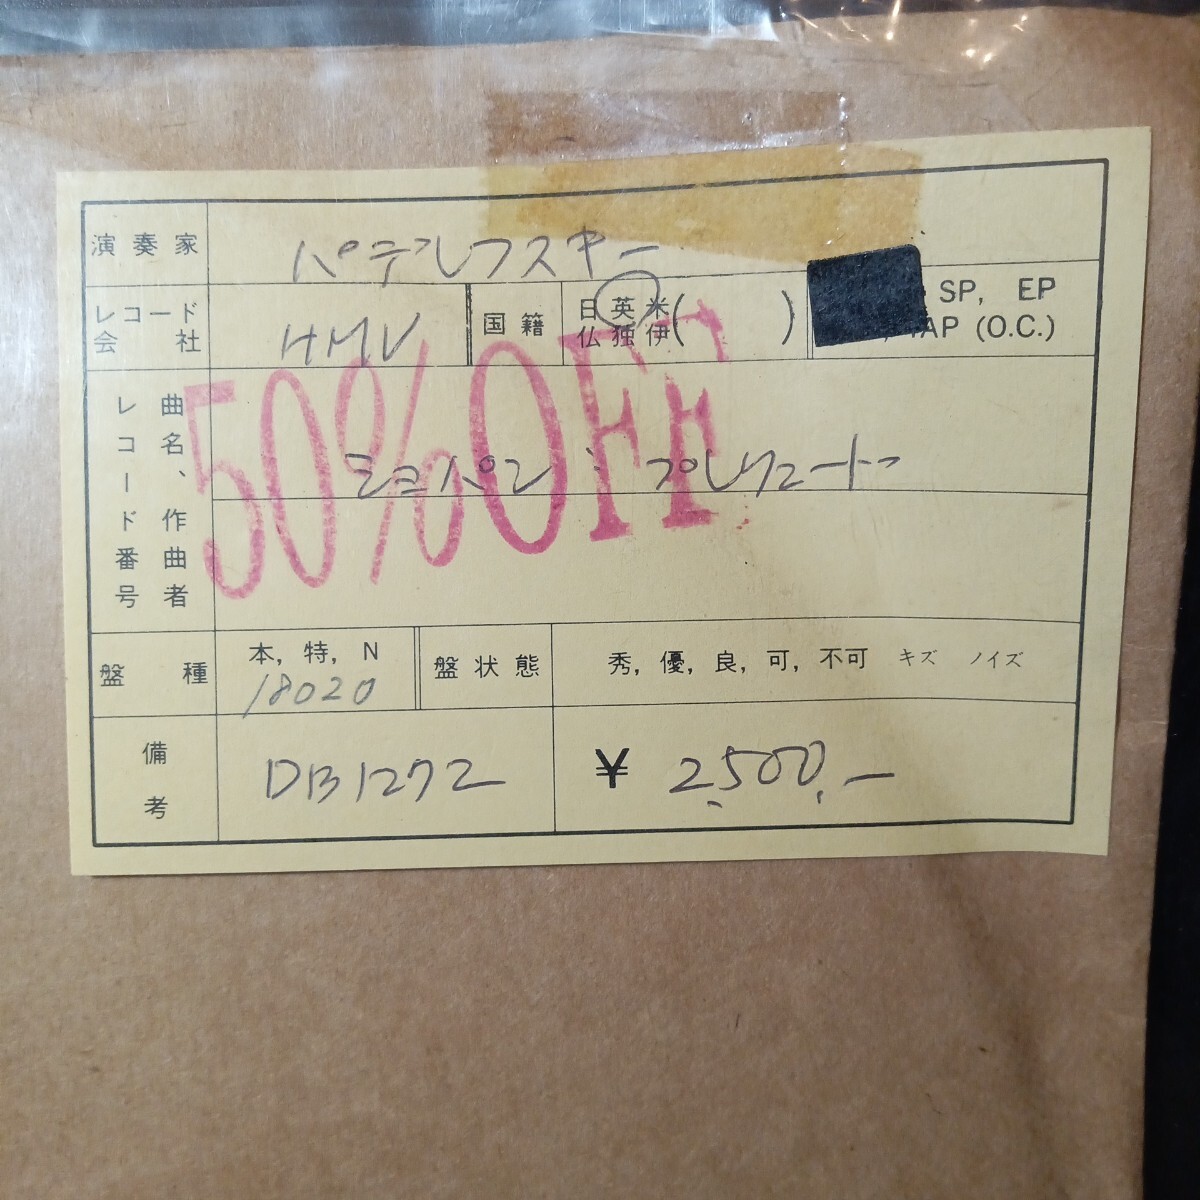 演奏家 パデレフスキー
レコード会社 HMV 国籍 日 英 米 ( )
仏 独 伊
SP, EP
TAP (O.C.)
50%OFF
レコード番号 曲名、作曲者
ショパン : プレリュード
盤種 本, 特, N 盤状態 秀, 優, 良, 可, 不可 キズ ノイズ
18020
備考 DB1272 ¥ 2,500,-